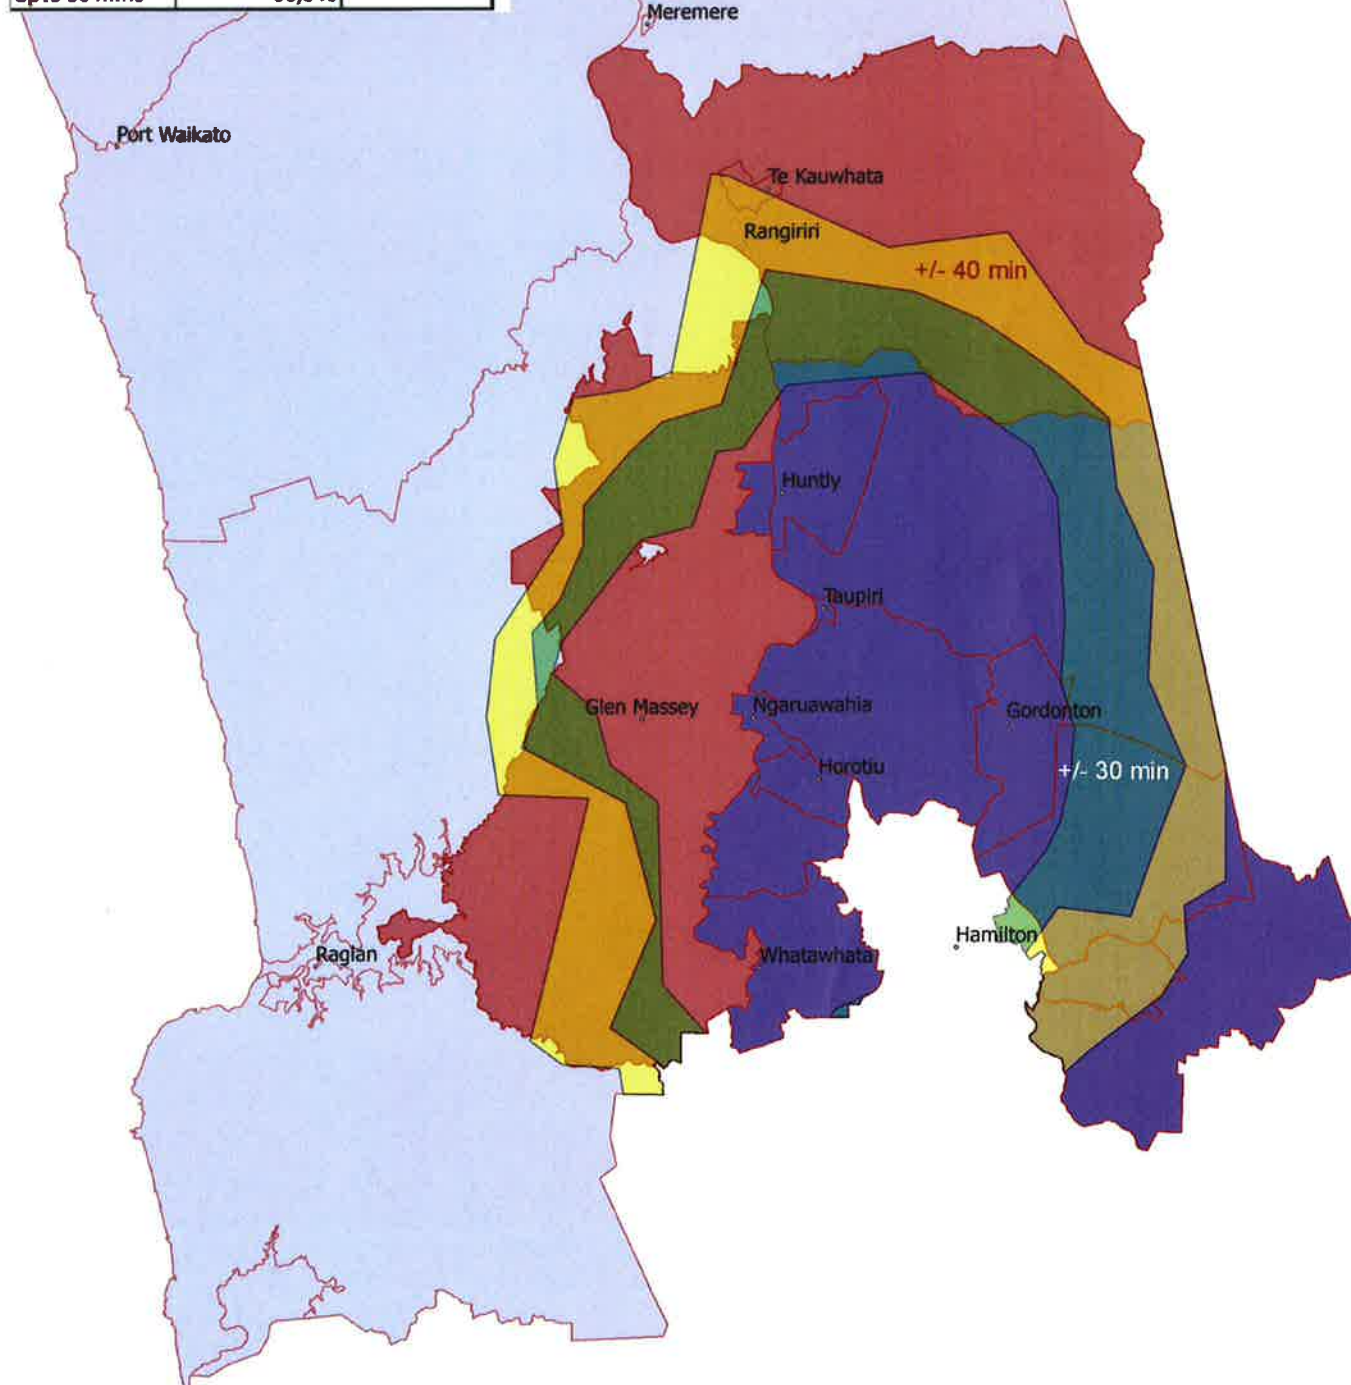 Meremere
Port Waikato
Te Kauwhata
Rangiriri
+/- 40 min
Huntly
Taupiri
Glen Massey
Ngaruawahia
Gordonton
Horotiu
+/- 30 min
Hamilton
Raglan
Whatawhata